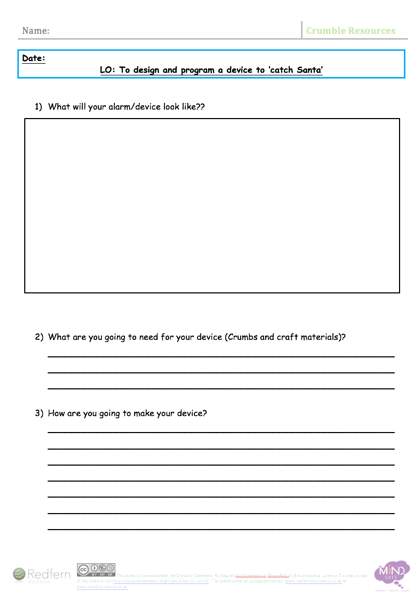 Name:
Crumble Resources
Date:
LO: To design and program a device to 'catch Santa'
1) What will your alarm/device look like??
2) What are you going to need for your device (Crumbs and craft materials)?
3) How are you going to make your device?
Redfern
MIND